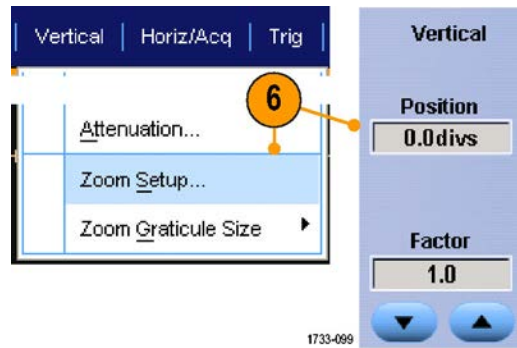 Vertical Horiz/Acq Trig
Attenuation...
Zoom Setup...
Zoom Graticule Size
6
Vertical
Position
0.0divs
Factor
1.0
1733-099